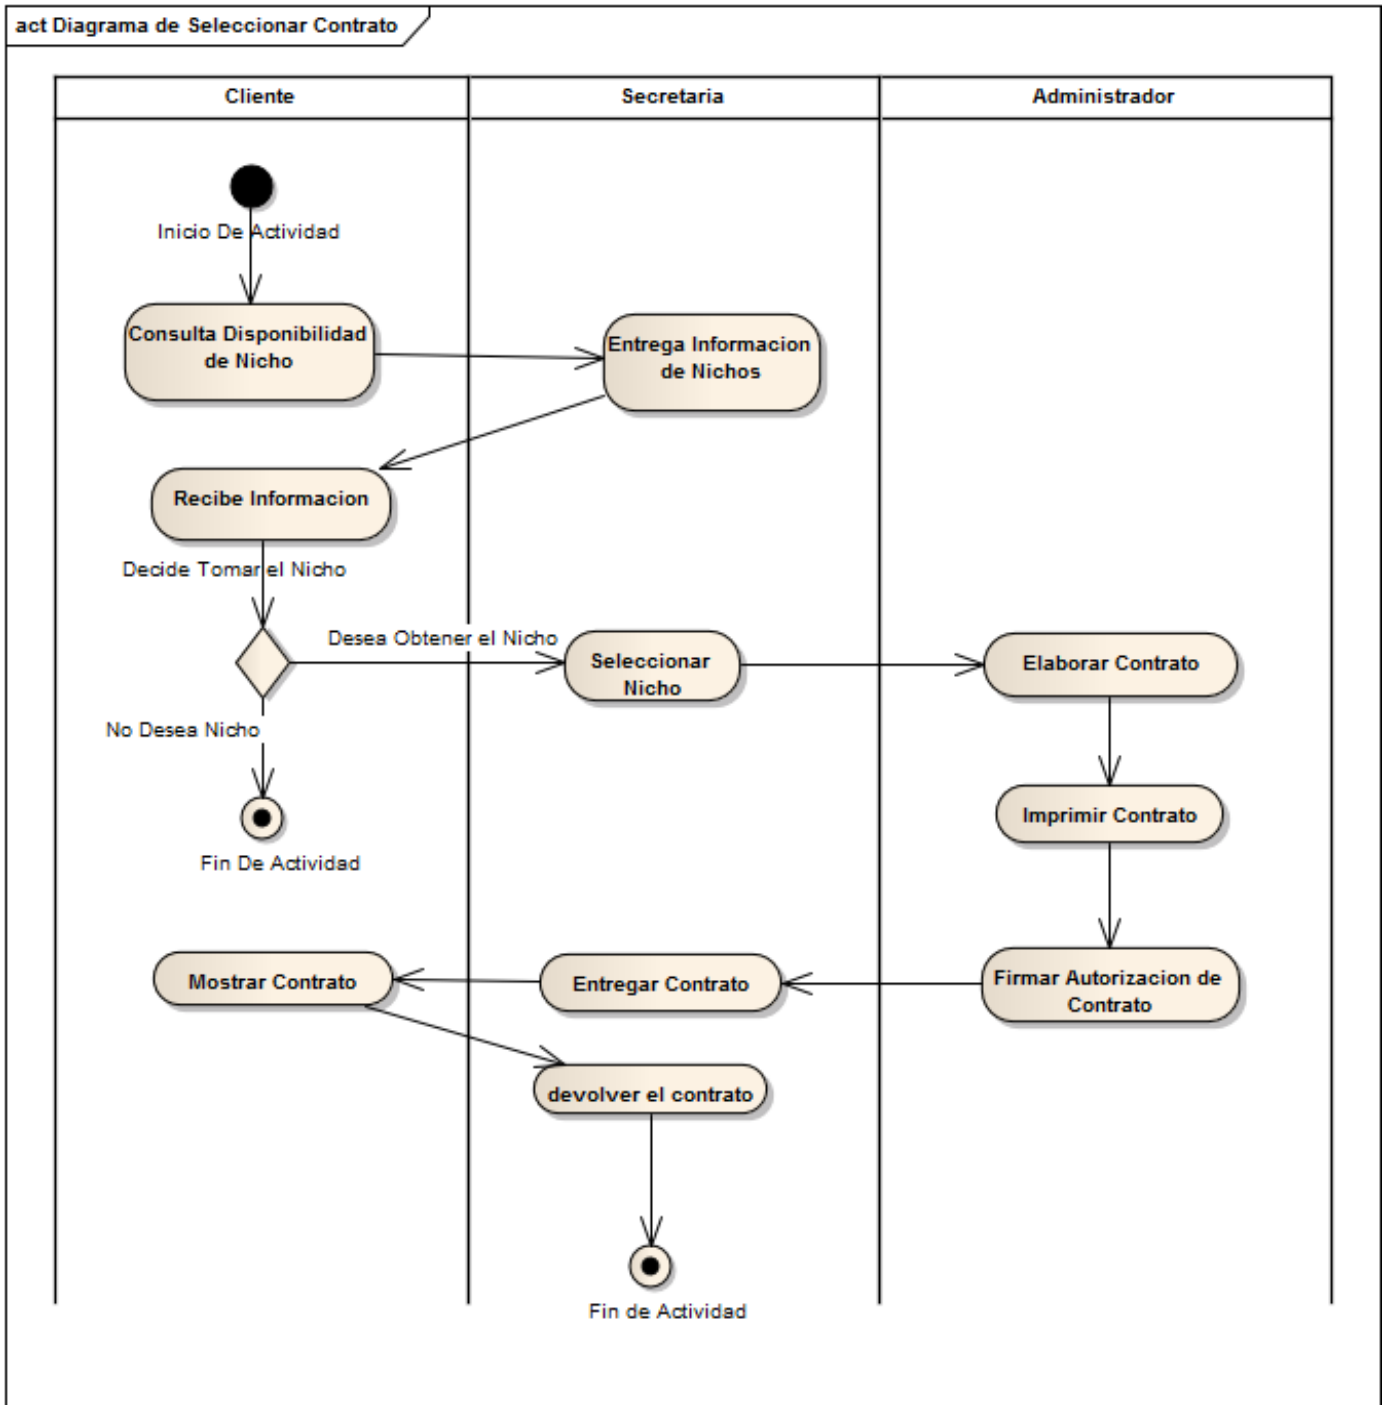 act Diagrama de Seleccionar Contrato
Cliente
Secretaria
Administrador
Inicio De Actividad
Consulta Disponibilidad
de Nicho
Entrega Informacion
de Nichos
Recibe Informacion
Decide Tomar el Nicho
Desea Obtener el Nicho
Seleccionar
Nicho
Elaborar Contrato
No Desea Nicho
Imprimir Contrato
Fin De Actividad
Mostrar Contrato
Entregar Contrato
Firmar Autorizacion de
Contrato
devolver el contrato
Fin de Actividad